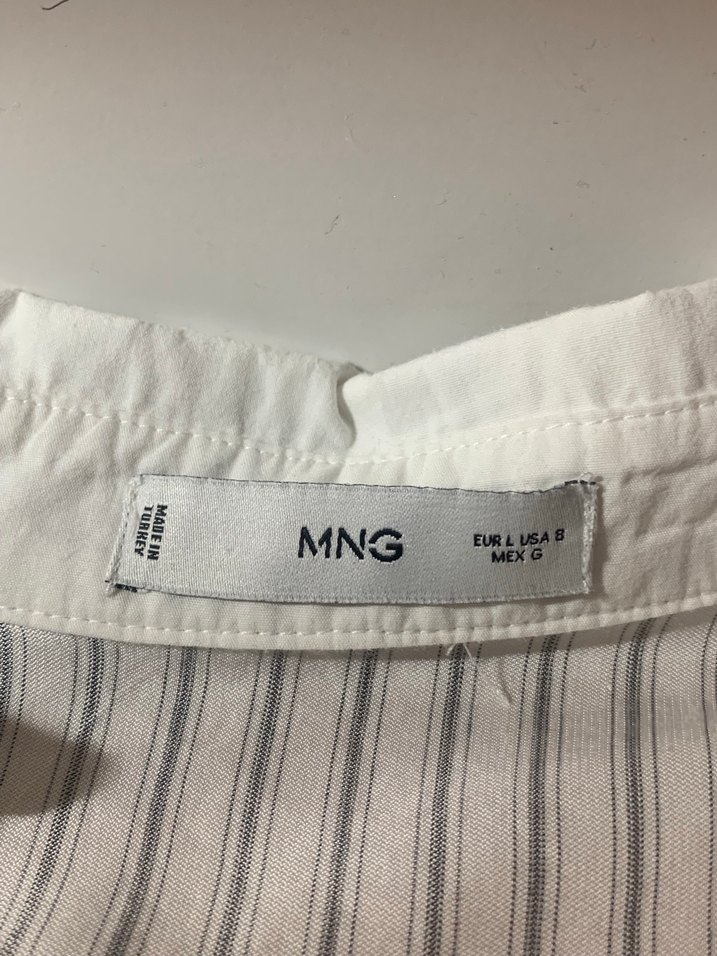 MADE IN
TURKEY
MNG
EUR L USA 8
MEX G